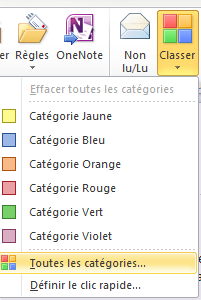 er Règles OneNote Non Classer
lu/Lu
Effacer toutes les catégories
Catégorie Jaune
Catégorie Bleu
Catégorie Orange
Catégorie Rouge
Catégorie Vert
Catégorie Violet
Toutes les catégories...
Définir le clic rapide...